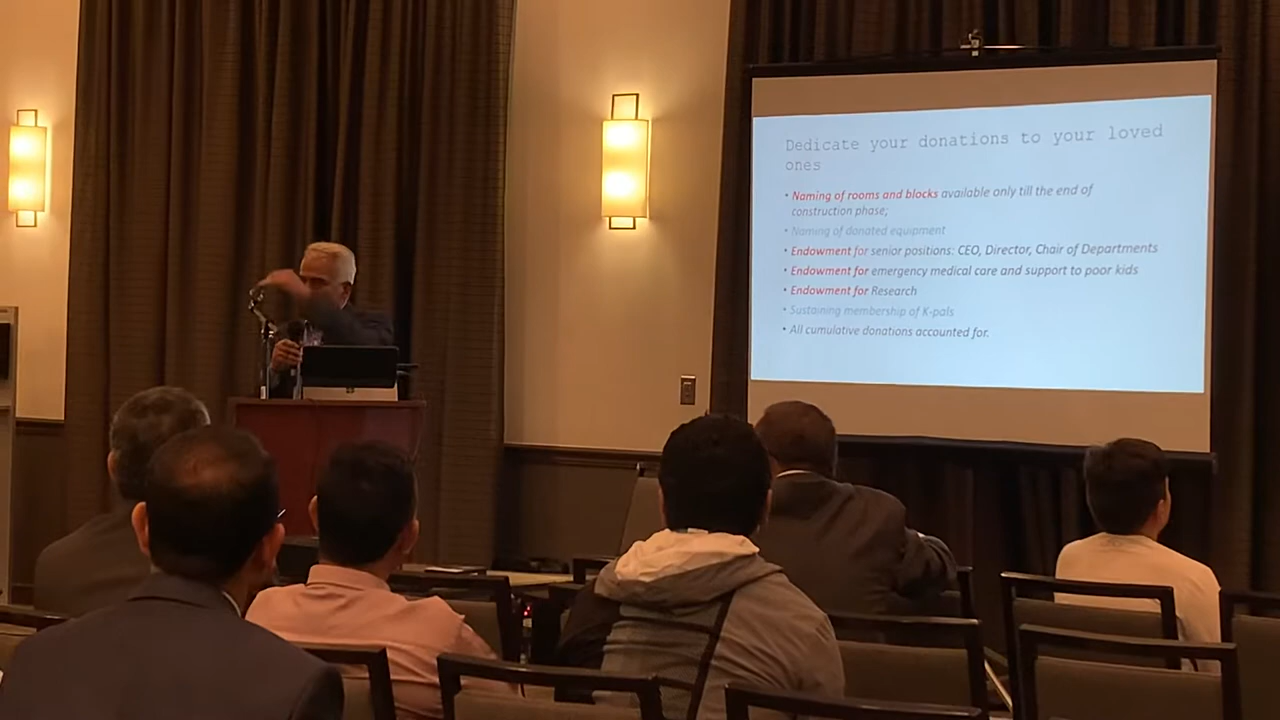 Dedicate your donations to your loved
ones
• Naming of rooms and blocks available only till the end of
construction phase;
• Naming of donated equipment
• Endowment for senior positions: CEO, Director, Chair of Departments
• Endowment for emergency medical care and support to poor kids
• Endowment for Research
• Sustaining membership of K-pals
• All cumulative donations accounted for.